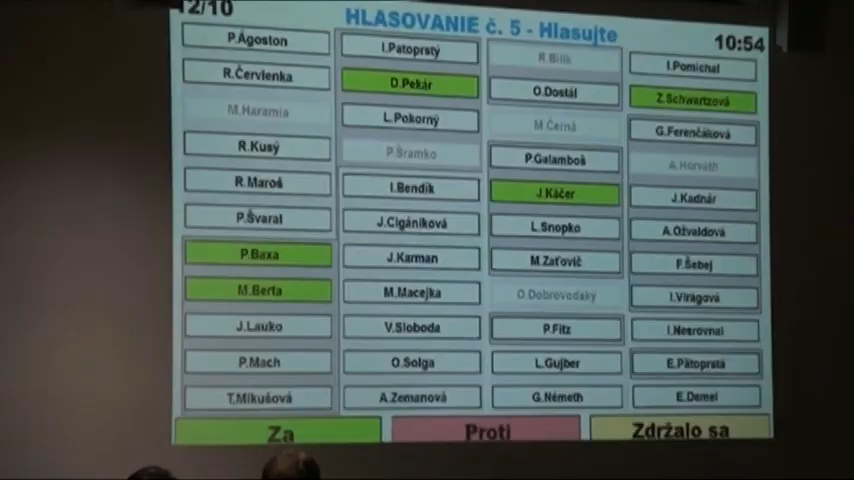 12/10
HLASOVANIE č. 5 - Hlasujte
10:54
P.Ágoston
R.Červienka
M.Haramia
R.Kusý
R.Maroš
P.Švaral
P.Baxa
M.Berta
J.Lauko
P.Mach
T.Mikušová
I.Patoprstý
D.Pekár
L.Pokorný
P.Šramko
I.Bendík
J.Cigániková
J.Karman
M.Macejka
V.Sloboda
O.Solga
A.Zemanová
R.Bilik
O.Dostál
M.Černá
P.Galamboš
J.Káčer
L.Snopko
M.Zaťovič
O.Dobrovodský
P.Fitz
L.Gujber
G.Németh
I.Pomichal
Z.Schwartzová
G.Ferenčáková
A.Horváth
J.Kadnár
A.Ožvaldová
F.Šebej
I.Virágová
I.Nesrovnal
E.Pätoprstá
E.Demel
Za
Proti
Zdržalo sa